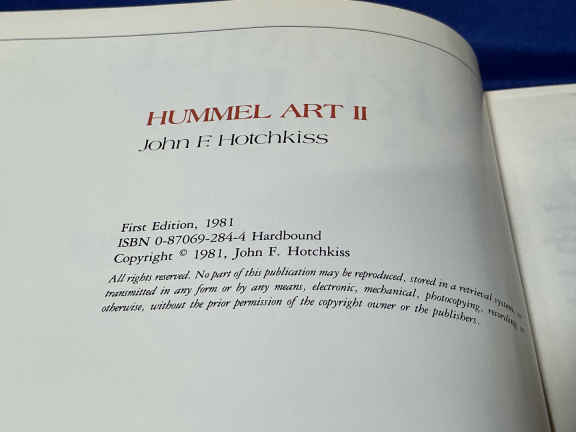 HUMMEL ART II
John F. Hotchkiss
First Edition, 1981
ISBN 0-87069-284-4 Hardbound
Copyright © 1981, John F. Hotchkiss
All rights reserved. No part of this publication may be reproduced, stored in a retrieval system, or
transmitted in any form or by any means, electronic, mechanical, photocopying, recording, or
otherwise, without the prior permission of the copyright owner or the publishers.